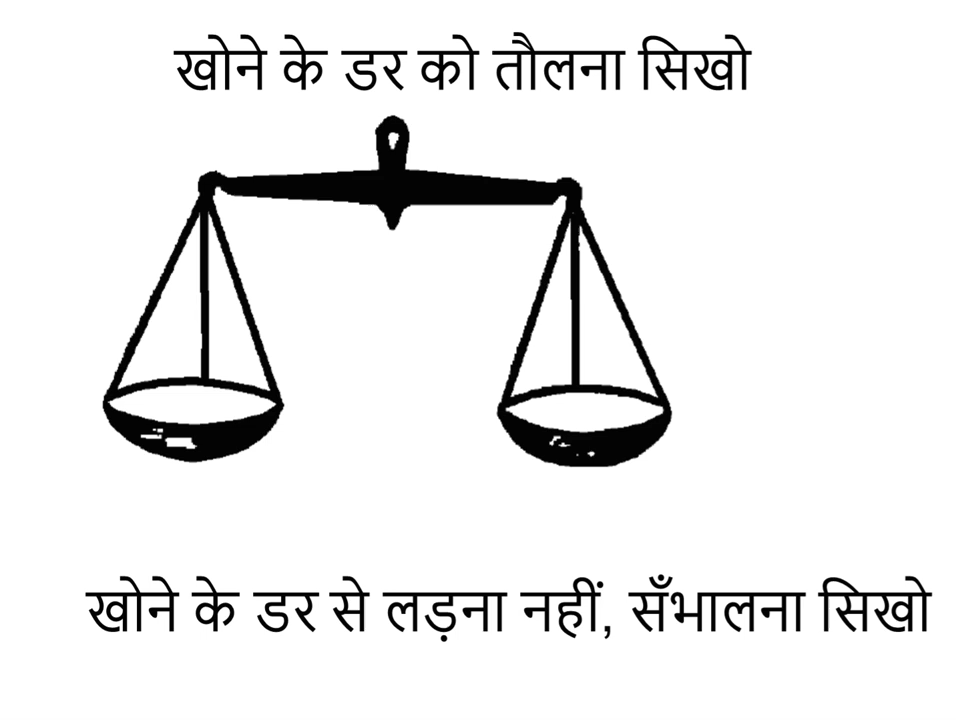 खोने के डर को तौलना सिखो
खोने के डर से लड़ना नहीं, सँभालना सिखो